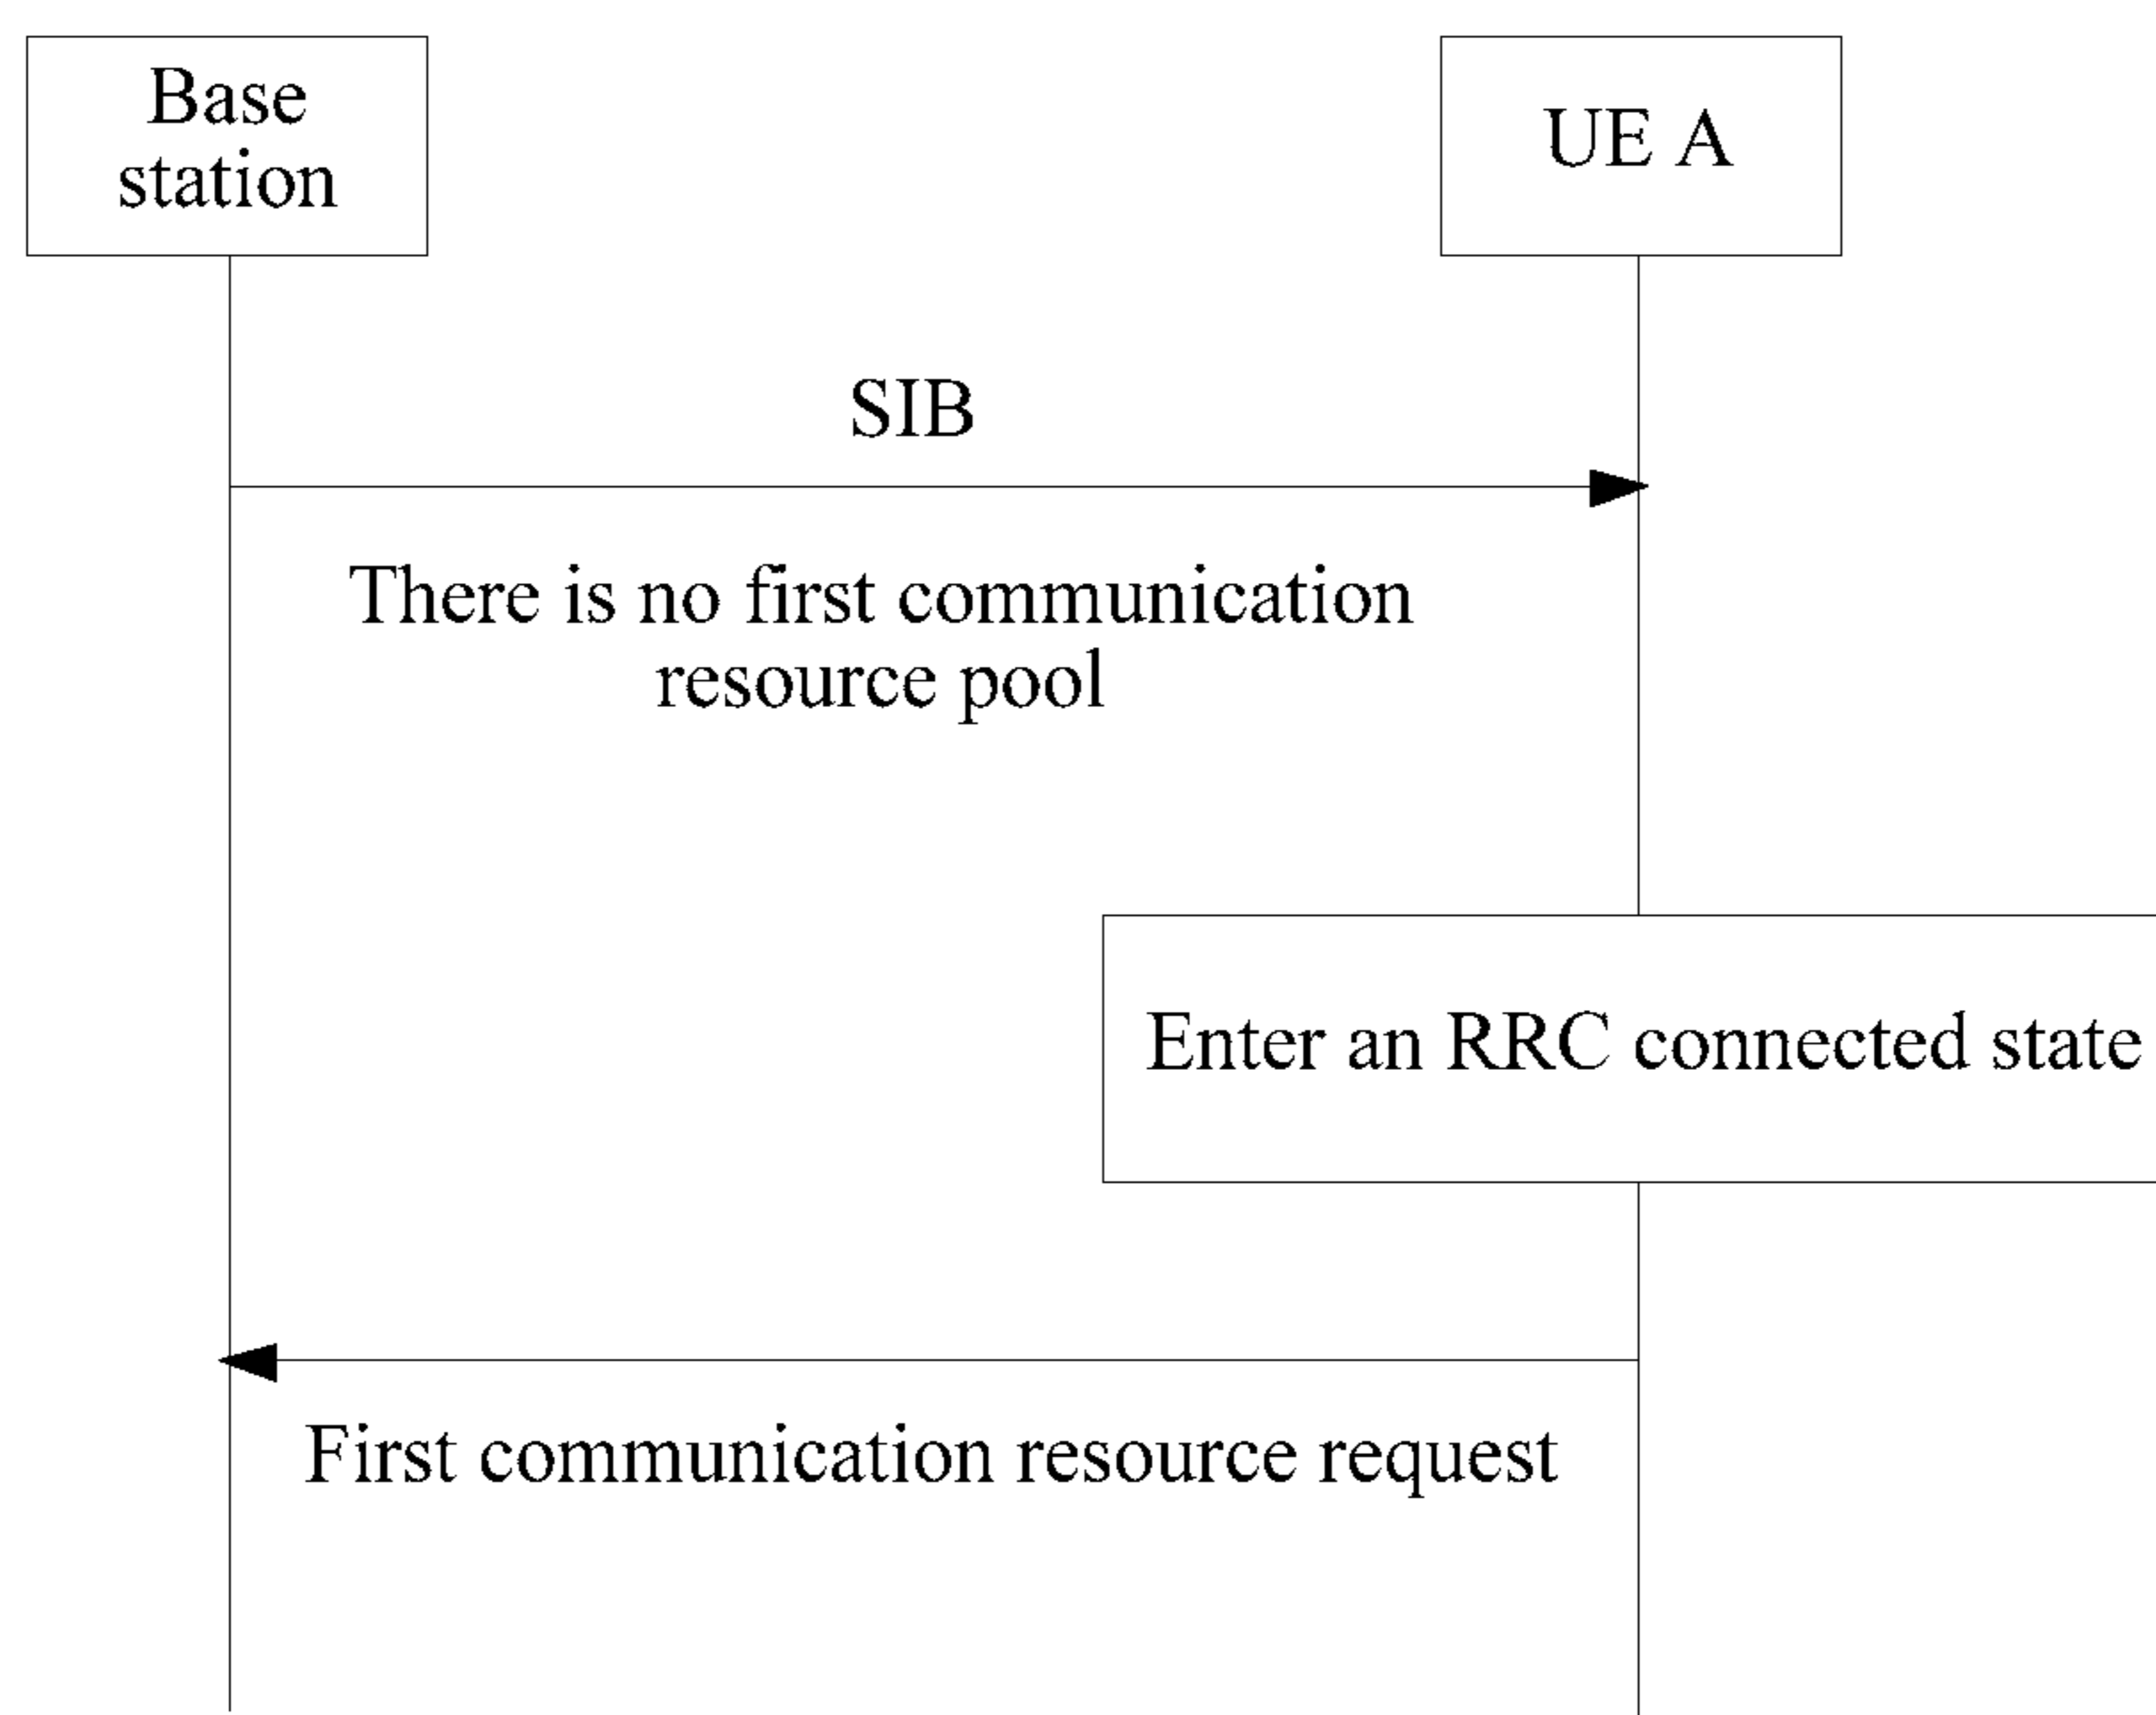 Base
station
UE A
SIB
There is no first communication
resource pool
Enter an RRC connected state
First communication resource request